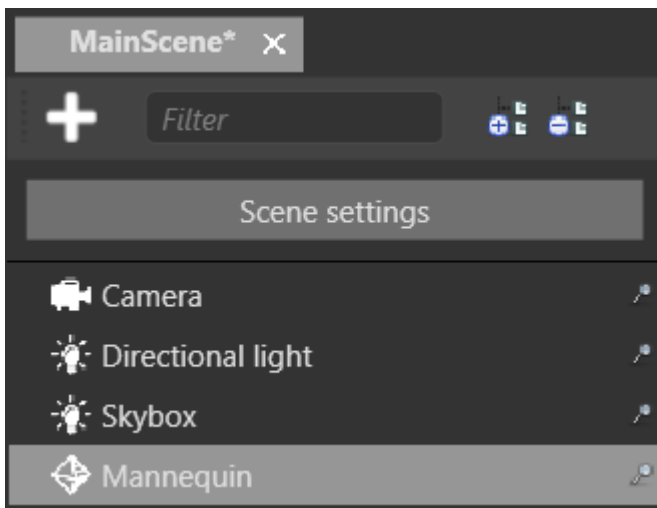 MainScene*
Filter
Scene settings
Camera
Directional light
Skybox
Mannequin